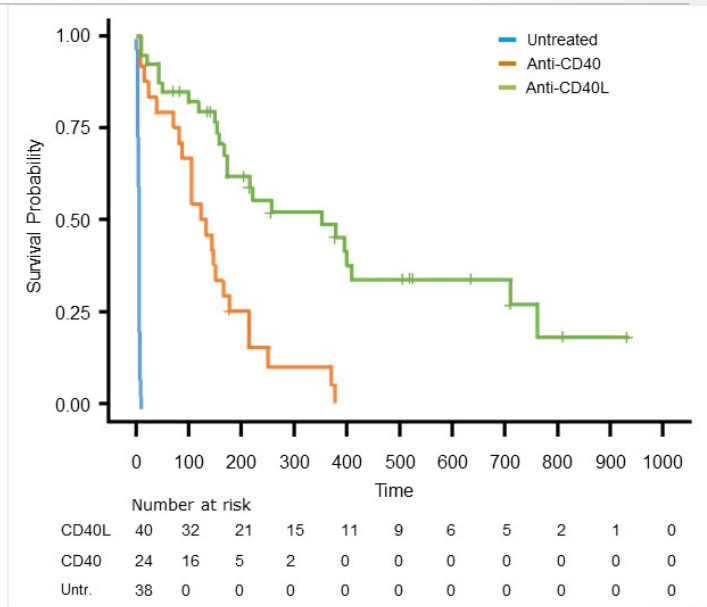 1.00
0.75
0.50
0.25
0.00
Survival Probability
Untreated
Anti-CD40
Anti-CD40L
0 100 200 300 400 500 600 700 800 900 1000
Time
Number at risk
CD40L 40 32 21 15 11 9 6 5 2 1 0
CD40 24 16 5 2 0 0 0 0 0 0 0
Untr. 38 0 0 0 0 0 0 0 0 0 0